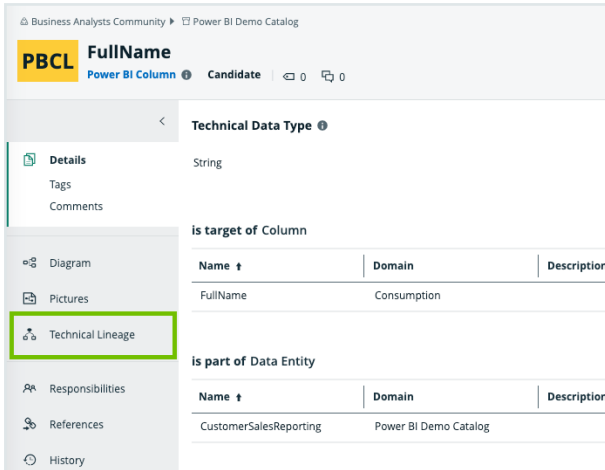 Business Analysts Community Power BI Demo Catalog
PBCL
FullName
Power BI Column Candidate 0 0
Details
Tags
Comments
Diagram
Pictures
Technical Lineage
Responsibilities
References
History
Technical Data Type
String
is target of Column
Name Domain Description
FullName Consumption
is part of Data Entity
Name Domain Description
CustomerSalesReporting Power BI Demo Catalog